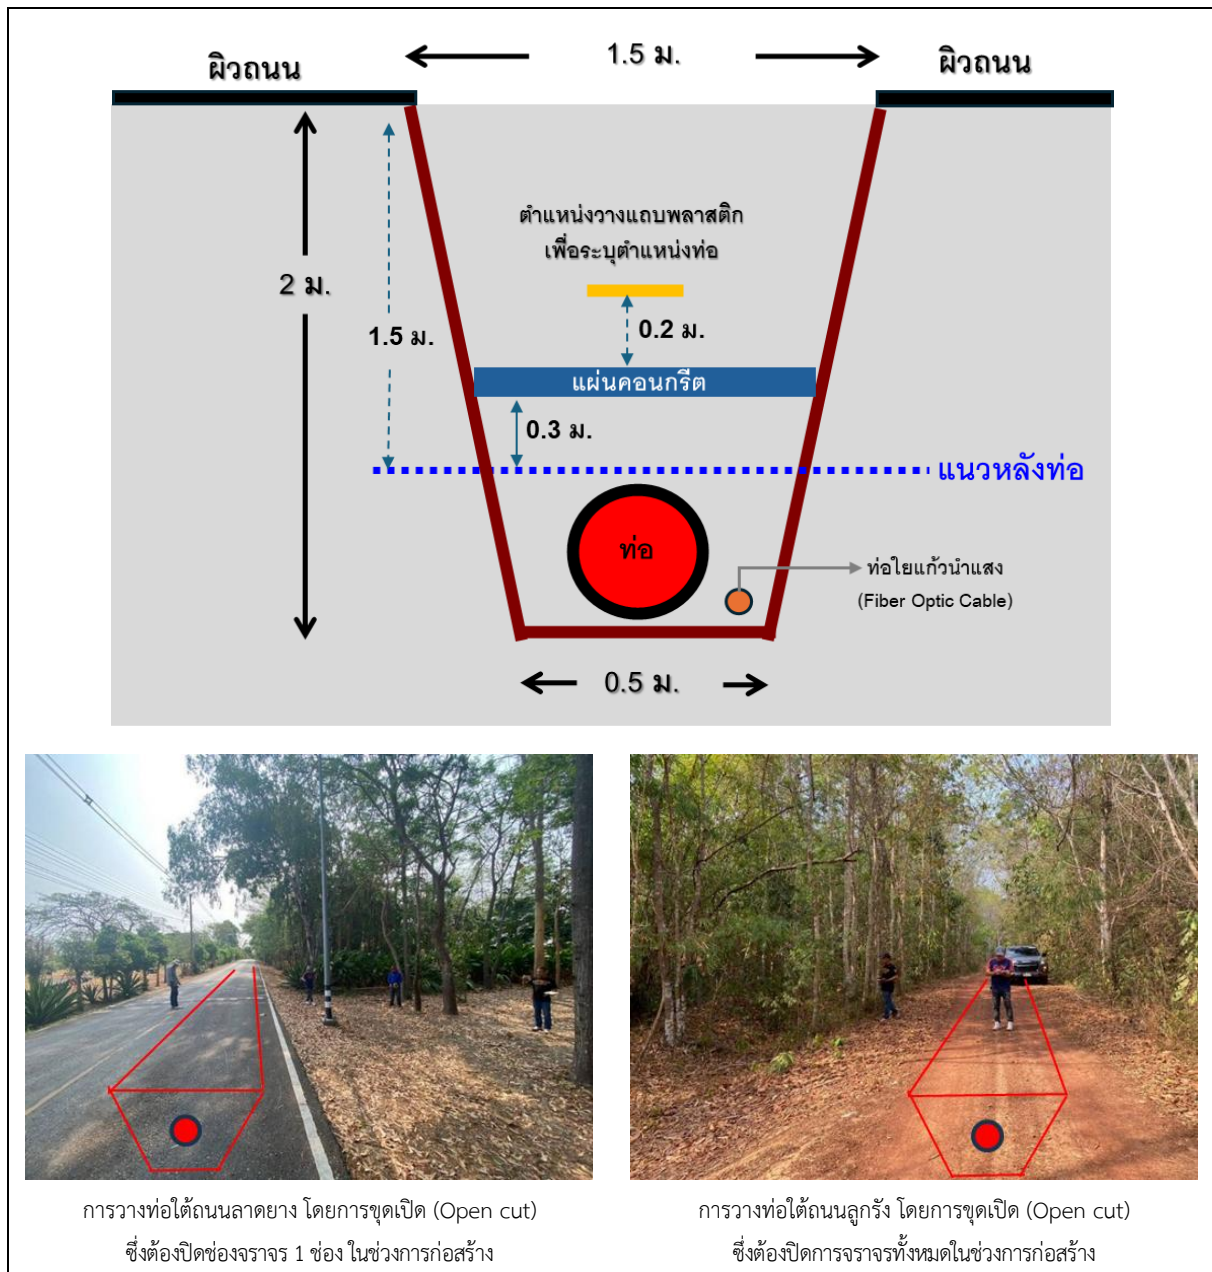 ผิวถนน
1.5 ม.
ผิวถนน
ตำแหน่งวางแถบพลาสติก
เพื่อระบุตำแหน่งท่อ
2 ม.
1.5 ม.
0.2 ม.
แผ่นคอนกรีต
0.3 ม.
แนวหลังท่อ
ท่อ
ท่อใยแก้วนำแสง
(Fiber Optic Cable)
0.5 ม.
การวางท่อใต้ถนนลาดยาง โดยการขุดเปิด (Open cut)
ซึ่งต้องปิดช่องจราจร 1 ช่อง ในช่วงการก่อสร้าง
การวางท่อใต้ถนนลูกรัง โดยการขุดเปิด (Open cut)
ซึ่งต้องปิดการจราจรทั้งหมดในช่วงการก่อสร้าง